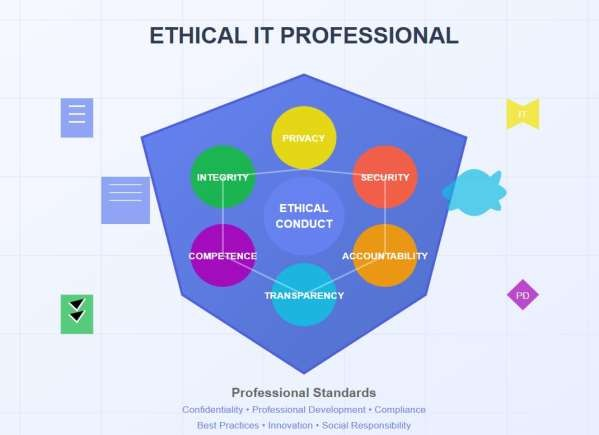 ETHICAL IT PROFESSIONAL
IT
PRIVACY
INTEGRITY
SECURITY
ETHICAL
CONDUCT
COMPETENCE
ACCOUNTABILITY
TRANSPARENCY
PD
Professional Standards
Confidentiality • Professional Development • Compliance
Best Practices • Innovation • Social Responsibility